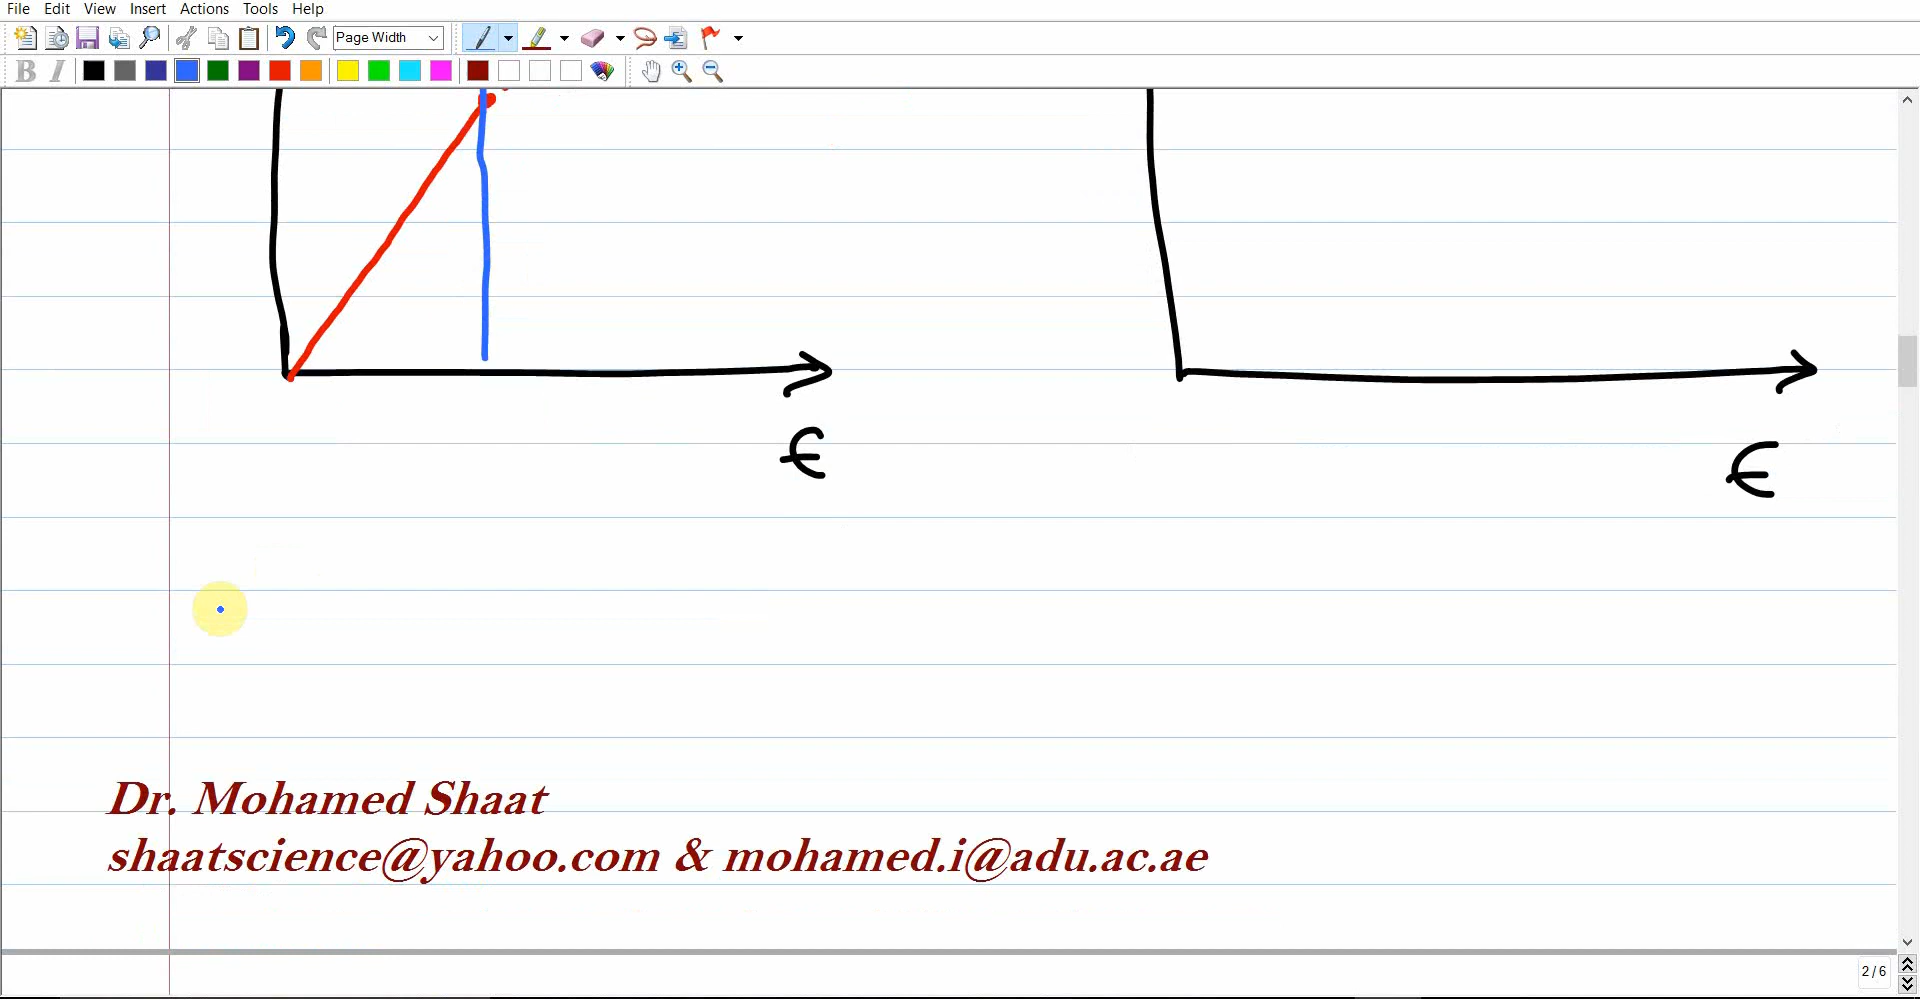 File Edit View Insert Actions Tools Help
Page Width
B I
ϵ
ϵ
Dr. Mohamed Shaat
shaatscience@yahoo.com & mohamed.i@adu.ac.ae
2 / 6